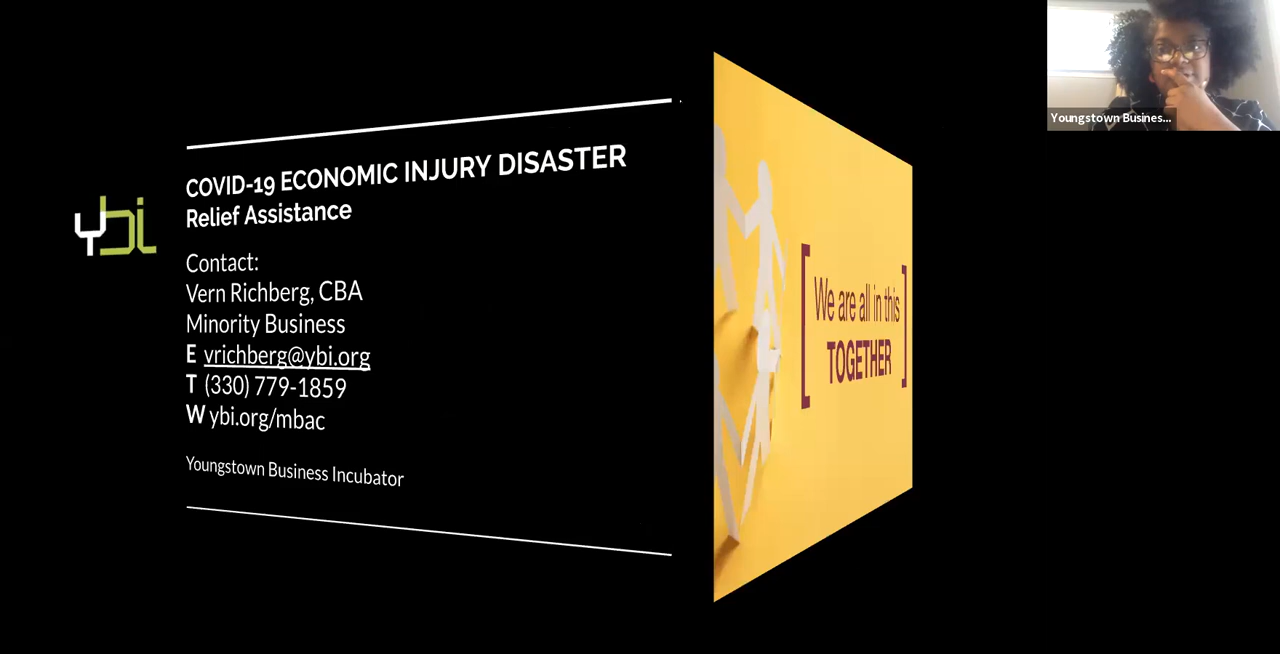 ybi
COVID-19 ECONOMIC INJURY DISASTER
Relief Assistance
Contact:
Vern Richberg, CBA
Minority Business
E vrichberg@ybi.org
T (330) 779-1859
W ybi.org/mbac
Youngstown Business Incubator
We are all in this
TOGETHER
Youngstown Busines...